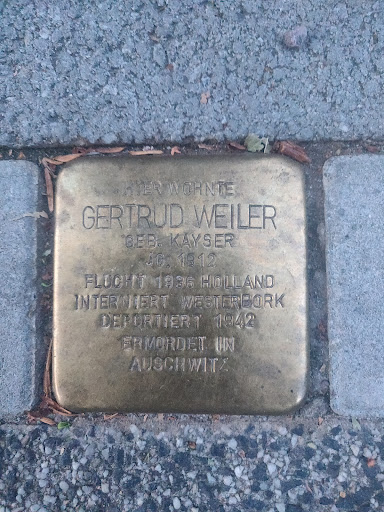 HIER WOHNTE
GERTRUD WEILER
GEB. KAYSER
JG. 1912
FLUCHT 1936 HOLLAND
INTERNIERT WESTERBORK
DEPORTIERT 1942
ERMORDET IN
AUSCHWITZ